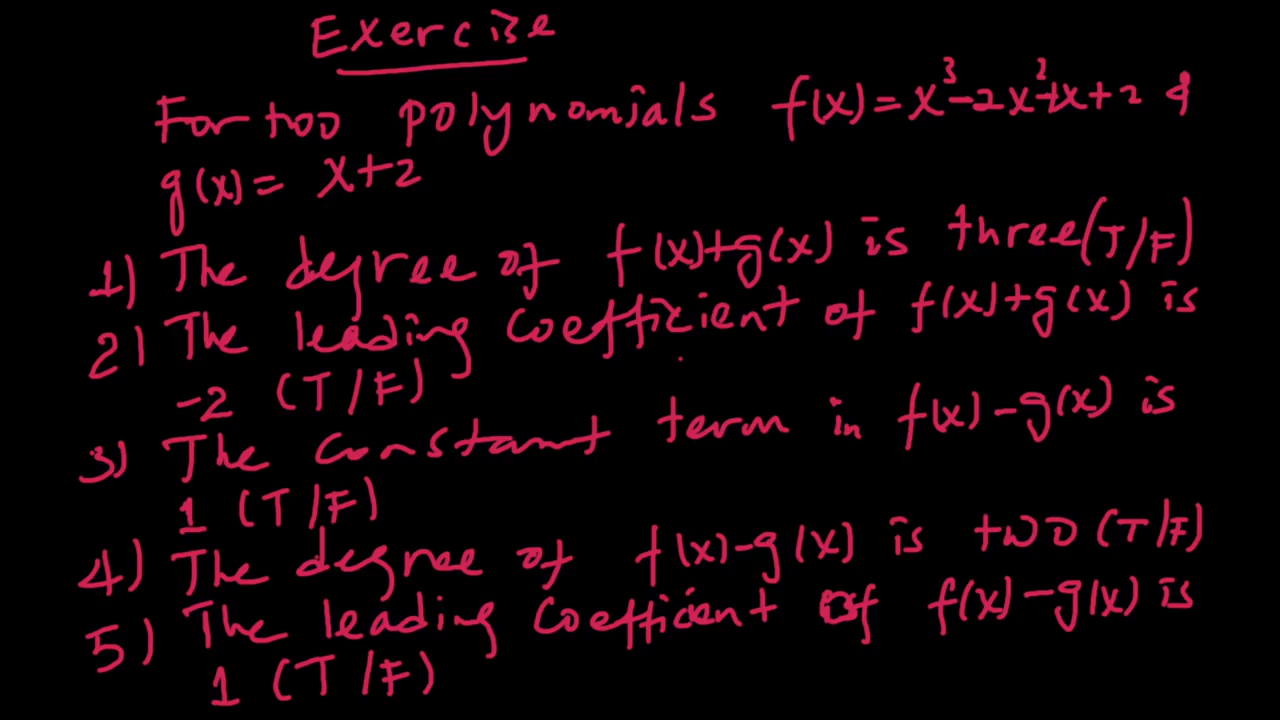 Exercise
For two polynomials f(x) = x³-2x²+x+2 &
g(x) = x+2
1) The degree of f(x)+g(x) is three (T/F)
2) The leading coefficient of f(x)+g(x) is
-2 (T/F)
3) The constant term in f(x)-g(x) is
1 (T/F)
4) The degree of f(x)-g(x) is two (T/F)
5) The leading coefficient of f(x)-g(x) is
1 (T/F)